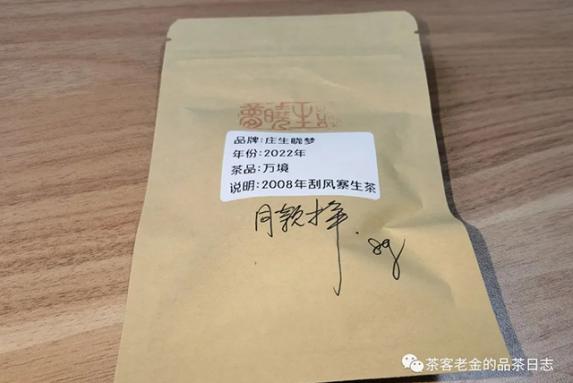 品牌:庄生晓梦
年份:2022年
茶品:万境
说明:2008年刮风寨生茶
同款样.
8g
茶客老金的品茶日志